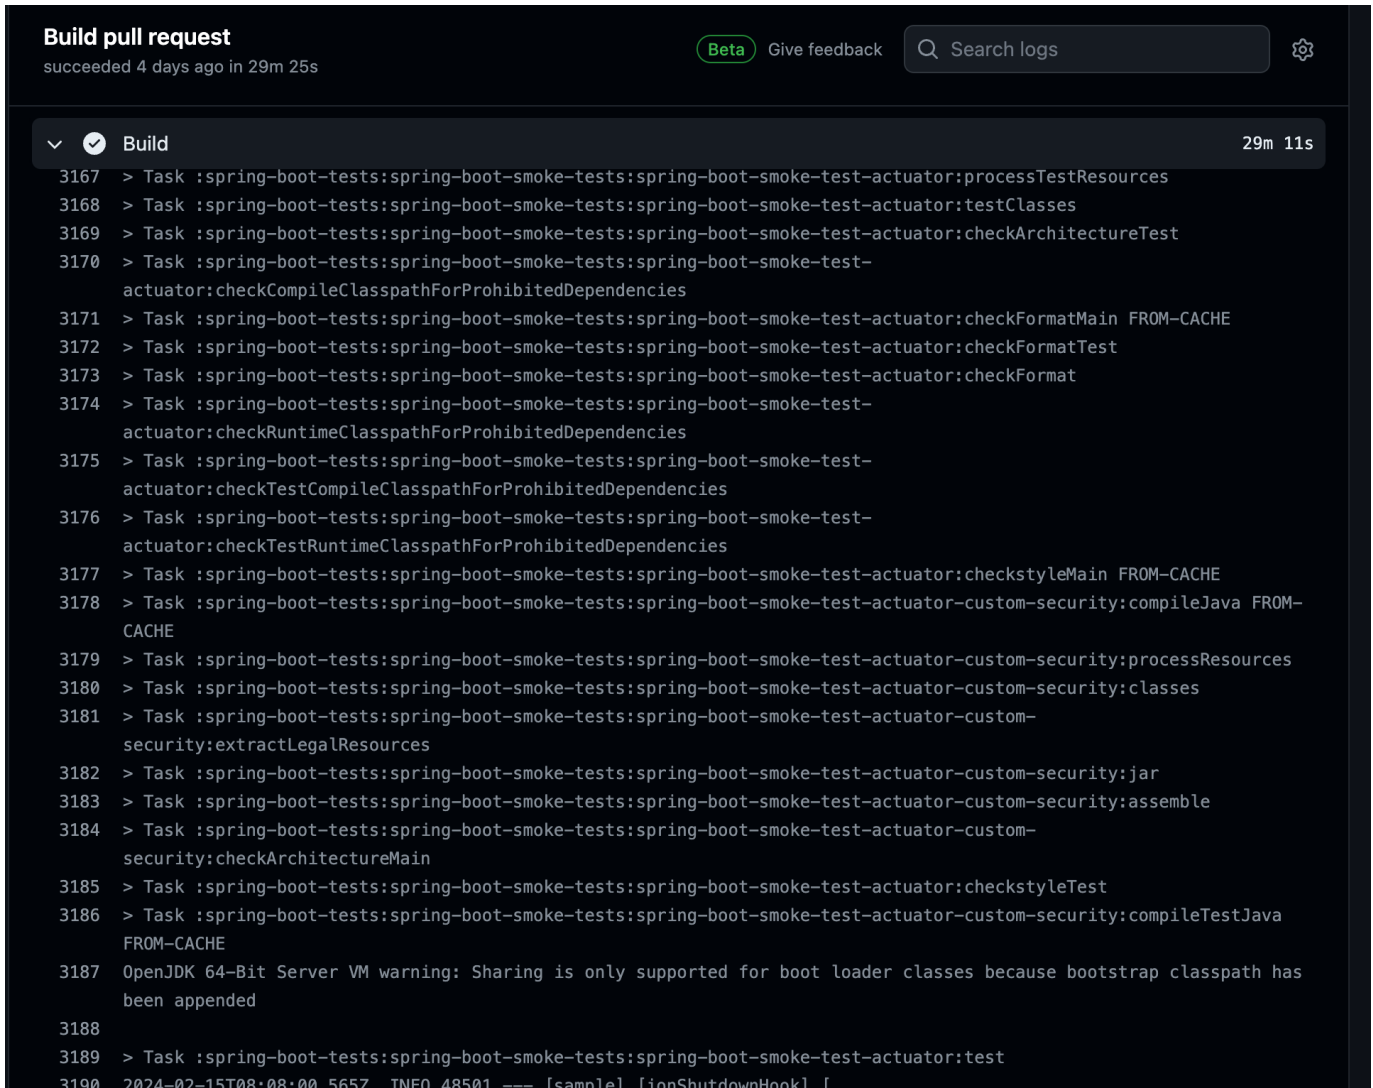 Build pull request
succeeded 4 days ago in 29m 25s
Beta Give feedback Search logs
Build 29m 11s
3167 > Task :spring-boot-tests:spring-boot-smoke-tests:spring-boot-smoke-test-actuator:processTestResources
3168 > Task :spring-boot-tests:spring-boot-smoke-tests:spring-boot-smoke-test-actuator:testClasses
3169 > Task :spring-boot-tests:spring-boot-smoke-tests:spring-boot-smoke-test-actuator:checkArchitectureTest
3170 > Task :spring-boot-tests:spring-boot-smoke-tests:spring-boot-smoke-test-
actuator:checkCompileClasspathForProhibitedDependencies
3171 > Task :spring-boot-tests:spring-boot-smoke-tests:spring-boot-smoke-test-actuator:checkFormatMain FROM-CACHE
3172 > Task :spring-boot-tests:spring-boot-smoke-tests:spring-boot-smoke-test-actuator:checkFormatTest
3173 > Task :spring-boot-tests:spring-boot-smoke-tests:spring-boot-smoke-test-actuator:checkFormat
3174 > Task :spring-boot-tests:spring-boot-smoke-tests:spring-boot-smoke-test-
actuator:checkRuntimeClasspathForProhibitedDependencies
3175 > Task :spring-boot-tests:spring-boot-smoke-tests:spring-boot-smoke-test-
actuator:checkTestCompileClasspathForProhibitedDependencies
3176 > Task :spring-boot-tests:spring-boot-smoke-tests:spring-boot-smoke-test-
actuator:checkTestRuntimeClasspathForProhibitedDependencies
3177 > Task :spring-boot-tests:spring-boot-smoke-tests:spring-boot-smoke-test-actuator:checkstyleMain FROM-CACHE
3178 > Task :spring-boot-tests:spring-boot-smoke-tests:spring-boot-smoke-test-actuator-custom-security:compileJava FROM-
CACHE
3179 > Task :spring-boot-tests:spring-boot-smoke-tests:spring-boot-smoke-test-actuator-custom-security:processResources
3180 > Task :spring-boot-tests:spring-boot-smoke-tests:spring-boot-smoke-test-actuator-custom-security:classes
3181 > Task :spring-boot-tests:spring-boot-smoke-tests:spring-boot-smoke-test-actuator-custom-
security:extractLegalResources
3182 > Task :spring-boot-tests:spring-boot-smoke-tests:spring-boot-smoke-test-actuator-custom-security:jar
3183 > Task :spring-boot-tests:spring-boot-smoke-tests:spring-boot-smoke-test-actuator-custom-security:assemble
3184 > Task :spring-boot-tests:spring-boot-smoke-tests:spring-boot-smoke-test-actuator-custom-
security:checkArchitectureMain
3185 > Task :spring-boot-tests:spring-boot-smoke-tests:spring-boot-smoke-test-actuator:checkstyleTest
3186 > Task :spring-boot-tests:spring-boot-smoke-tests:spring-boot-smoke-test-actuator-custom-security:compileTestJava
FROM-CACHE
3187 OpenJDK 64-Bit Server VM warning: Sharing is only supported for boot loader classes because bootstrap classpath has
been appended
3188
3189 > Task :spring-boot-tests:spring-boot-smoke-tests:spring-boot-smoke-test-actuator:test
3190 2024-02-15T08:08:00.565Z INFO 48501 --- [sample] [ionShutdownHook] [